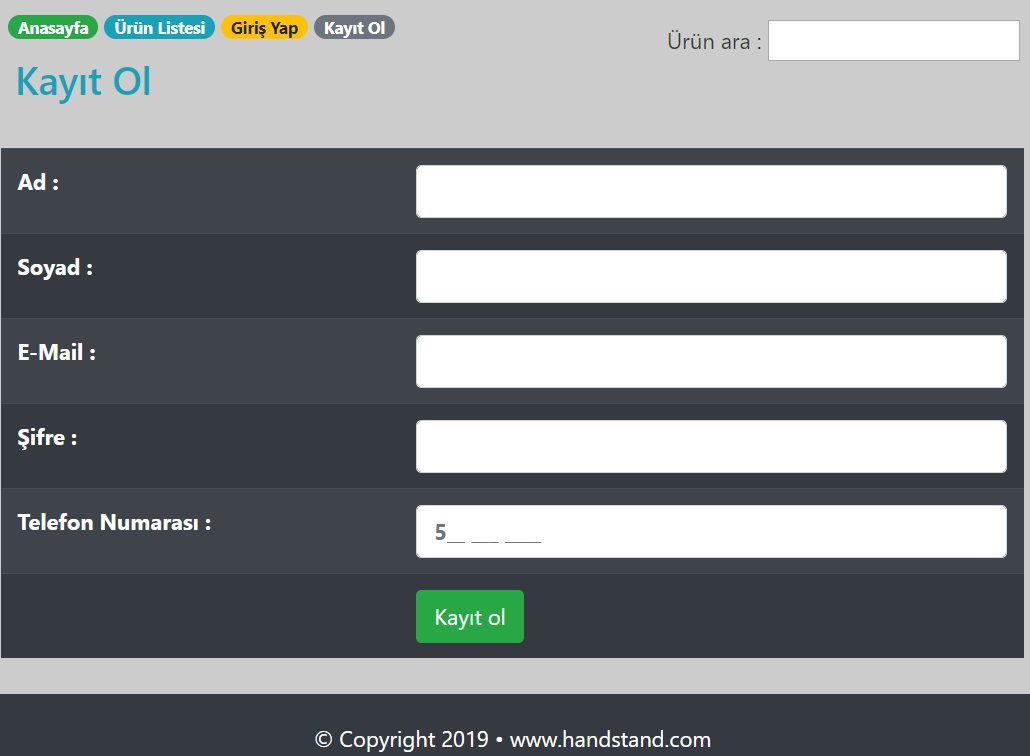 Anasayfa Ürün Listesi Giriş Yap Kayıt Ol
Ürün ara :
Kayıt Ol
Ad :
Soyad :
E-Mail :
Şifre :
Telefon Numarası :
5__ ___ ____
Kayıt ol
© Copyright 2019 • www.handstand.com